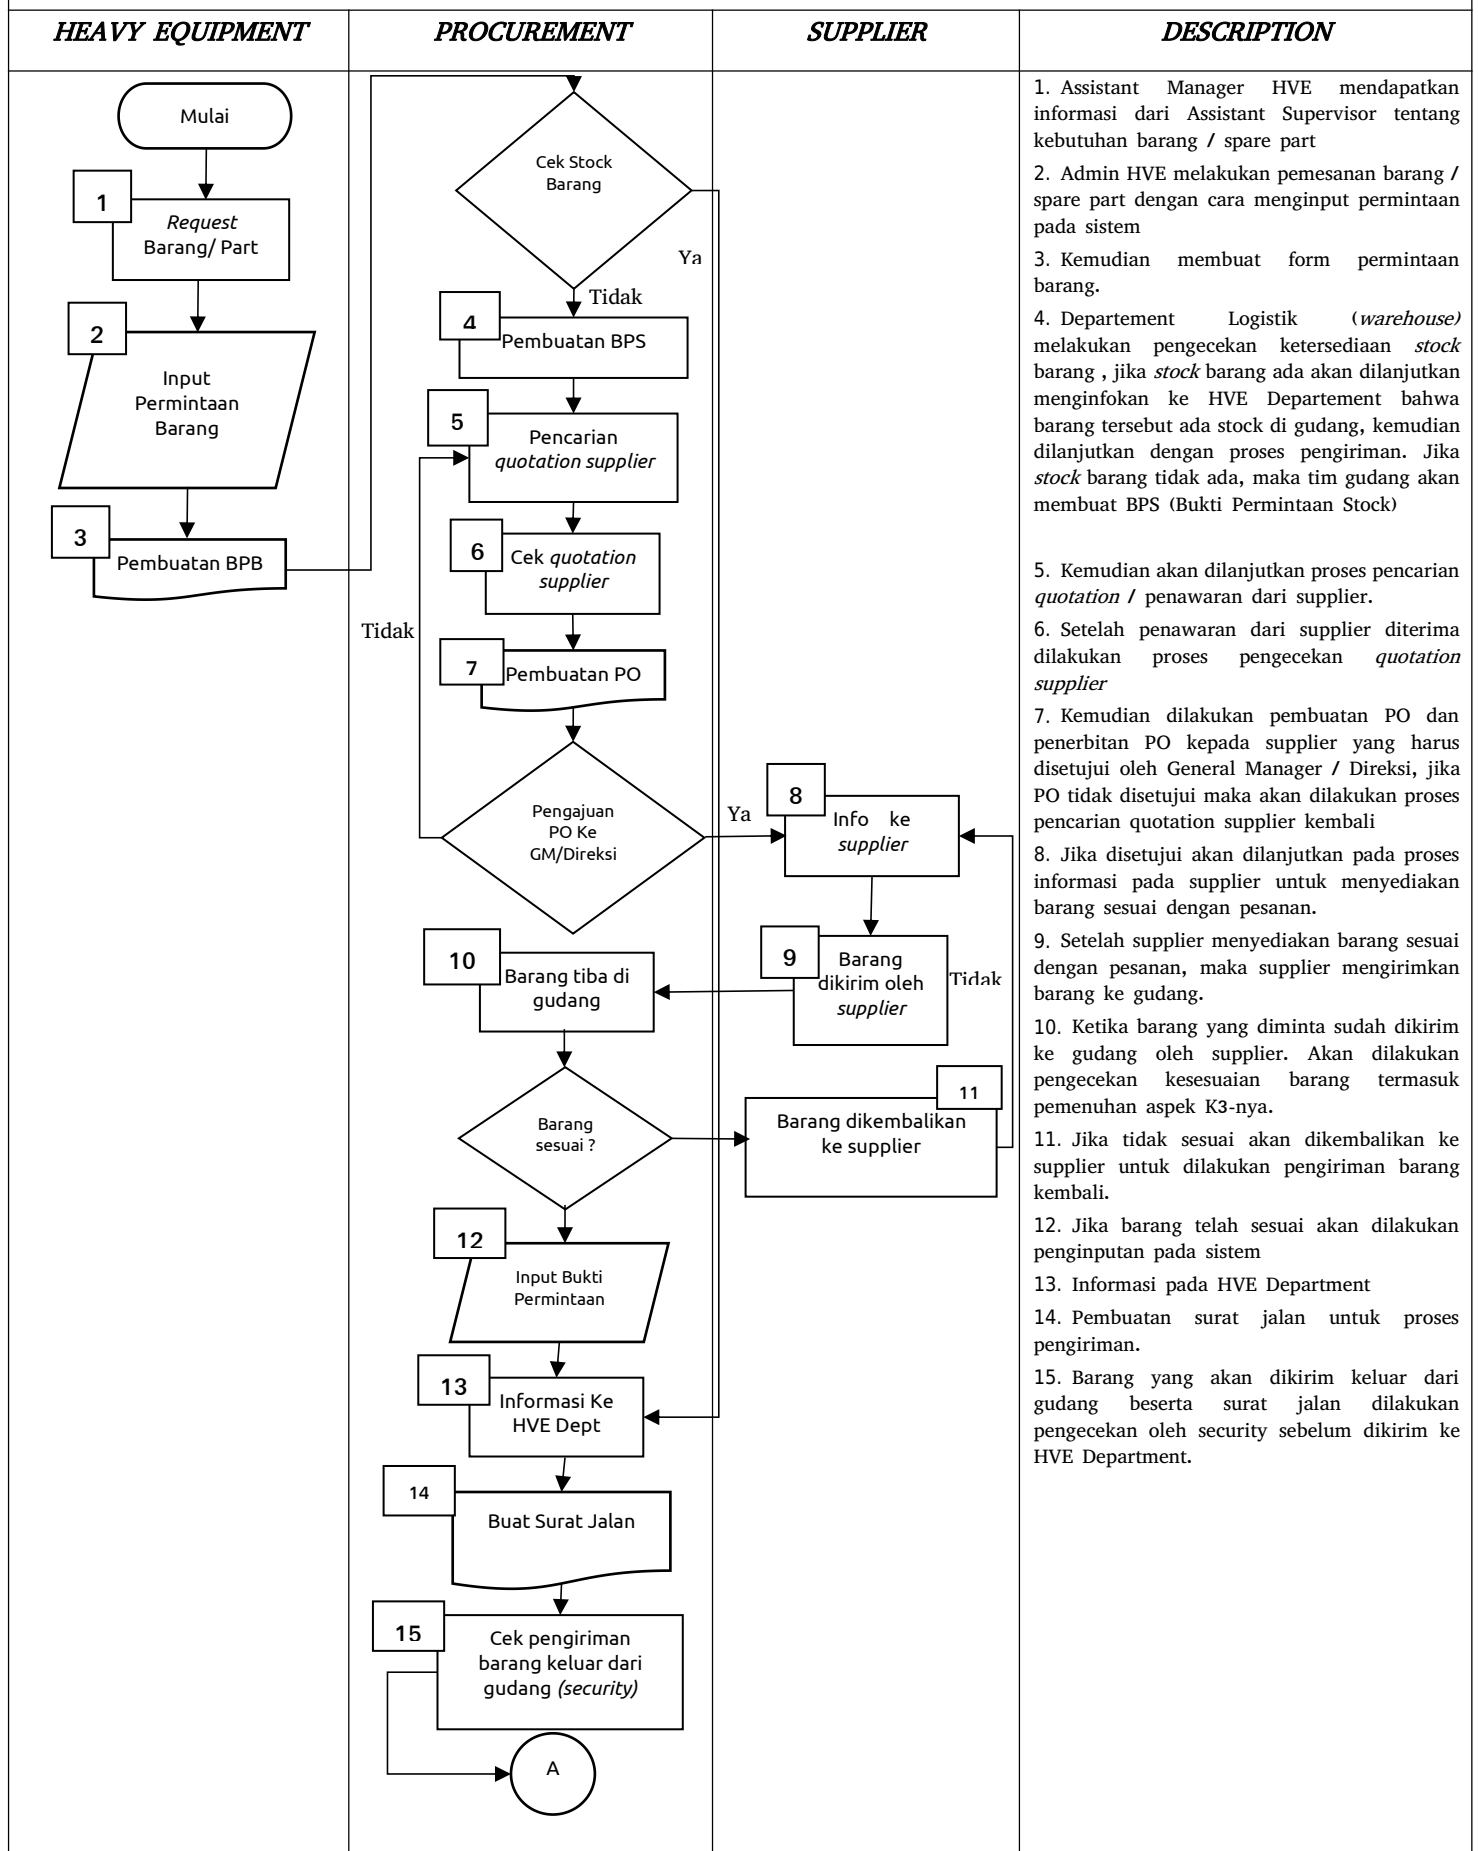 HEAVY EQUIPMENT
PROCUREMENT
SUPPLIER
DESCRIPTION
Mulai
1
Request
Barang/ Part
2
Input
Permintaan
Barang
3
Pembuatan BPB
Cek Stock
Barang
Ya
Tidak
4
Pembuatan BPS
5
Pencarian
quotation supplier
6
Cek quotation
supplier
Tidak
7
Pembuatan PO
Pengajuan
PO Ke
GM/Direksi
Ya
8
Info ke
supplier
9
Barang
dikirim oleh
supplier
Tidak
10
Barang tiba di
gudang
Barang
sesuai ?
11
Barang dikembalikan
ke supplier
12
Input Bukti
Permintaan
13
Informasi Ke
HVE Dept
14
Buat Surat Jalan
15
Cek pengiriman
barang keluar dari
gudang (security)
A
1. Assistant Manager HVE mendapatkan
informasi dari Assistant Supervisor tentang
kebutuhan barang / spare part
2. Admin HVE melakukan pemesanan barang /
spare part dengan cara menginput permintaan
pada sistem
3. Kemudian membuat form permintaan
barang.
4. Departement Logistik (warehouse)
melakukan pengecekan ketersediaan stock
barang , jika stock barang ada akan dilanjutkan
menginfokan ke HVE Departement bahwa
barang tersebut ada stock di gudang, kemudian
dilanjutkan dengan proses pengiriman. Jika
stock barang tidak ada, maka tim gudang akan
membuat BPS (Bukti Permintaan Stock)
5. Kemudian akan dilanjutkan proses pencarian
quotation / penawaran dari supplier.
6. Setelah penawaran dari supplier diterima
dilakukan proses pengecekan quotation
supplier
7. Kemudian dilakukan pembuatan PO dan
penerbitan PO kepada supplier yang harus
disetujui oleh General Manager / Direksi, jika
PO tidak disetujui maka akan dilakukan proses
pencarian quotation supplier kembali
8. Jika disetujui akan dilanjutkan pada proses
informasi pada supplier untuk menyediakan
barang sesuai dengan pesanan.
9. Setelah supplier menyediakan barang sesuai
dengan pesanan, maka supplier mengirimkan
barang ke gudang.
10. Ketika barang yang diminta sudah dikirim
ke gudang oleh supplier. Akan dilakukan
pengecekan kesesuaian barang termasuk
pemenuhan aspek K3-nya.
11. Jika tidak sesuai akan dikembalikan ke
supplier untuk dilakukan pengiriman barang
kembali.
12. Jika barang telah sesuai akan dilakukan
penginputan pada sistem
13. Informasi pada HVE Department
14. Pembuatan surat jalan untuk proses
pengiriman.
15. Barang yang akan dikirim keluar dari
gudang beserta surat jalan dilakukan
pengecekan oleh security sebelum dikirim ke
HVE Department.